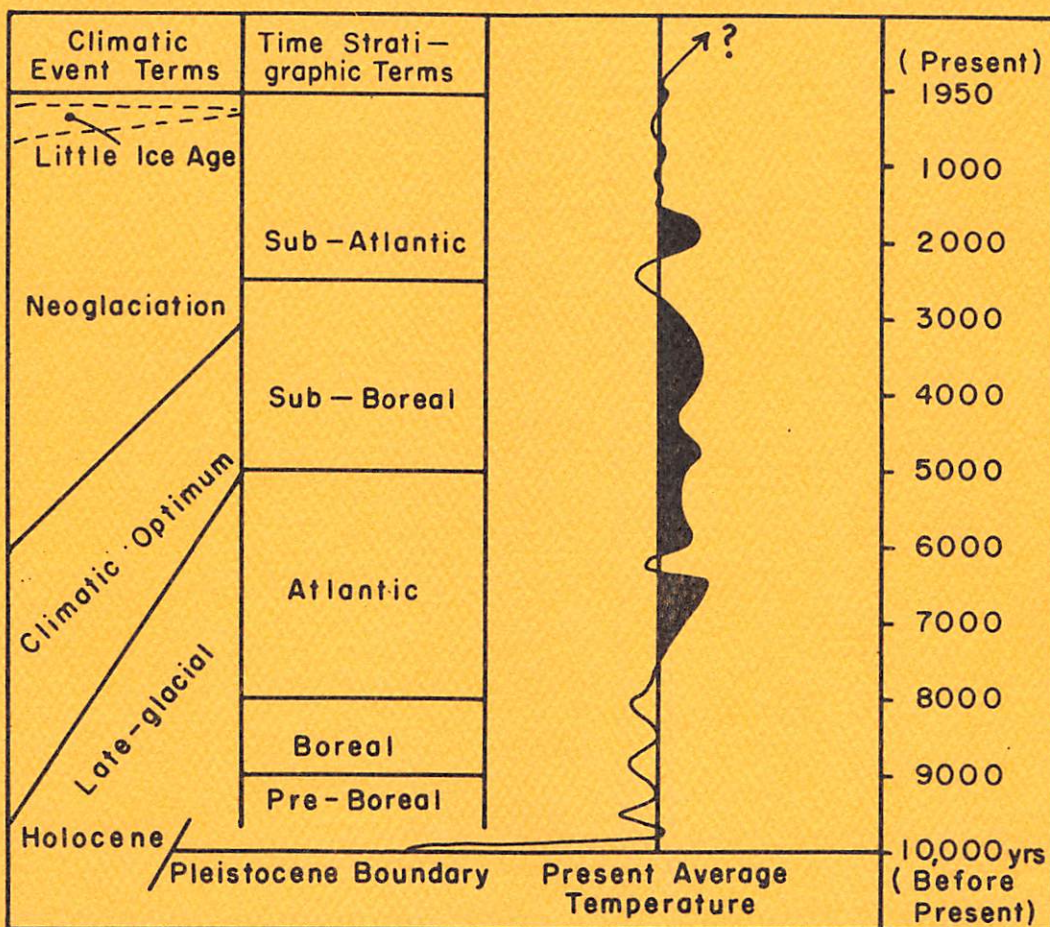 Climatic
Event Terms
Time Strati-
graphic Terms
?
(Present)
1950
Little Ice Age
1000
Sub-Atlantic
2000
Neoglaciation
3000
Sub-Boreal
4000
Climatic Optimum
5000
6000
Atlantic
7000
Late-glacial
8000
Boreal
9000
Pre-Boreal
Holocene
10,000 yrs
Pleistocene Boundary
Present Average
Temperature
(Before
Present)